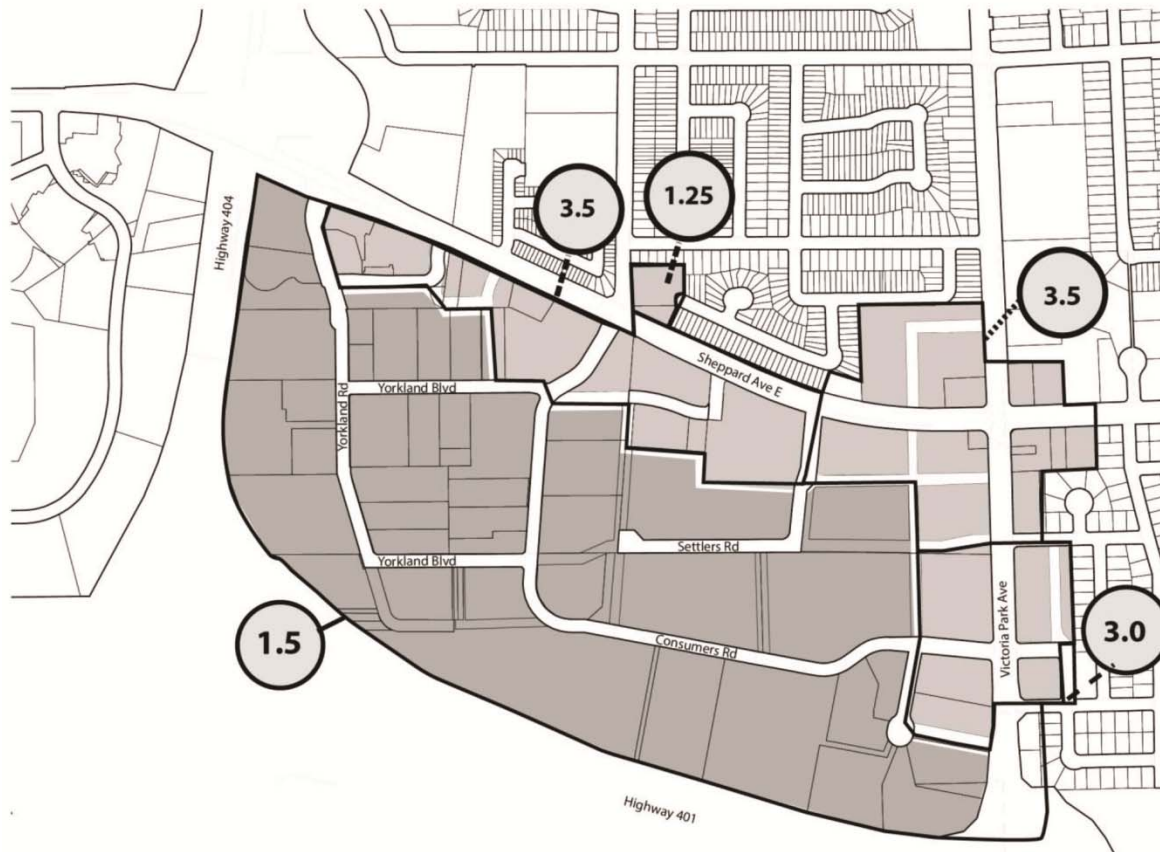 3.5
1.25
Highway 404
3.5
Sheppard Ave E
Yorkland Rd
Yorkland Blvd
Settlers Rd
Yorkland Blvd
1.5
Consumers Rd
Victoria Park Ave
3.0
Highway 401